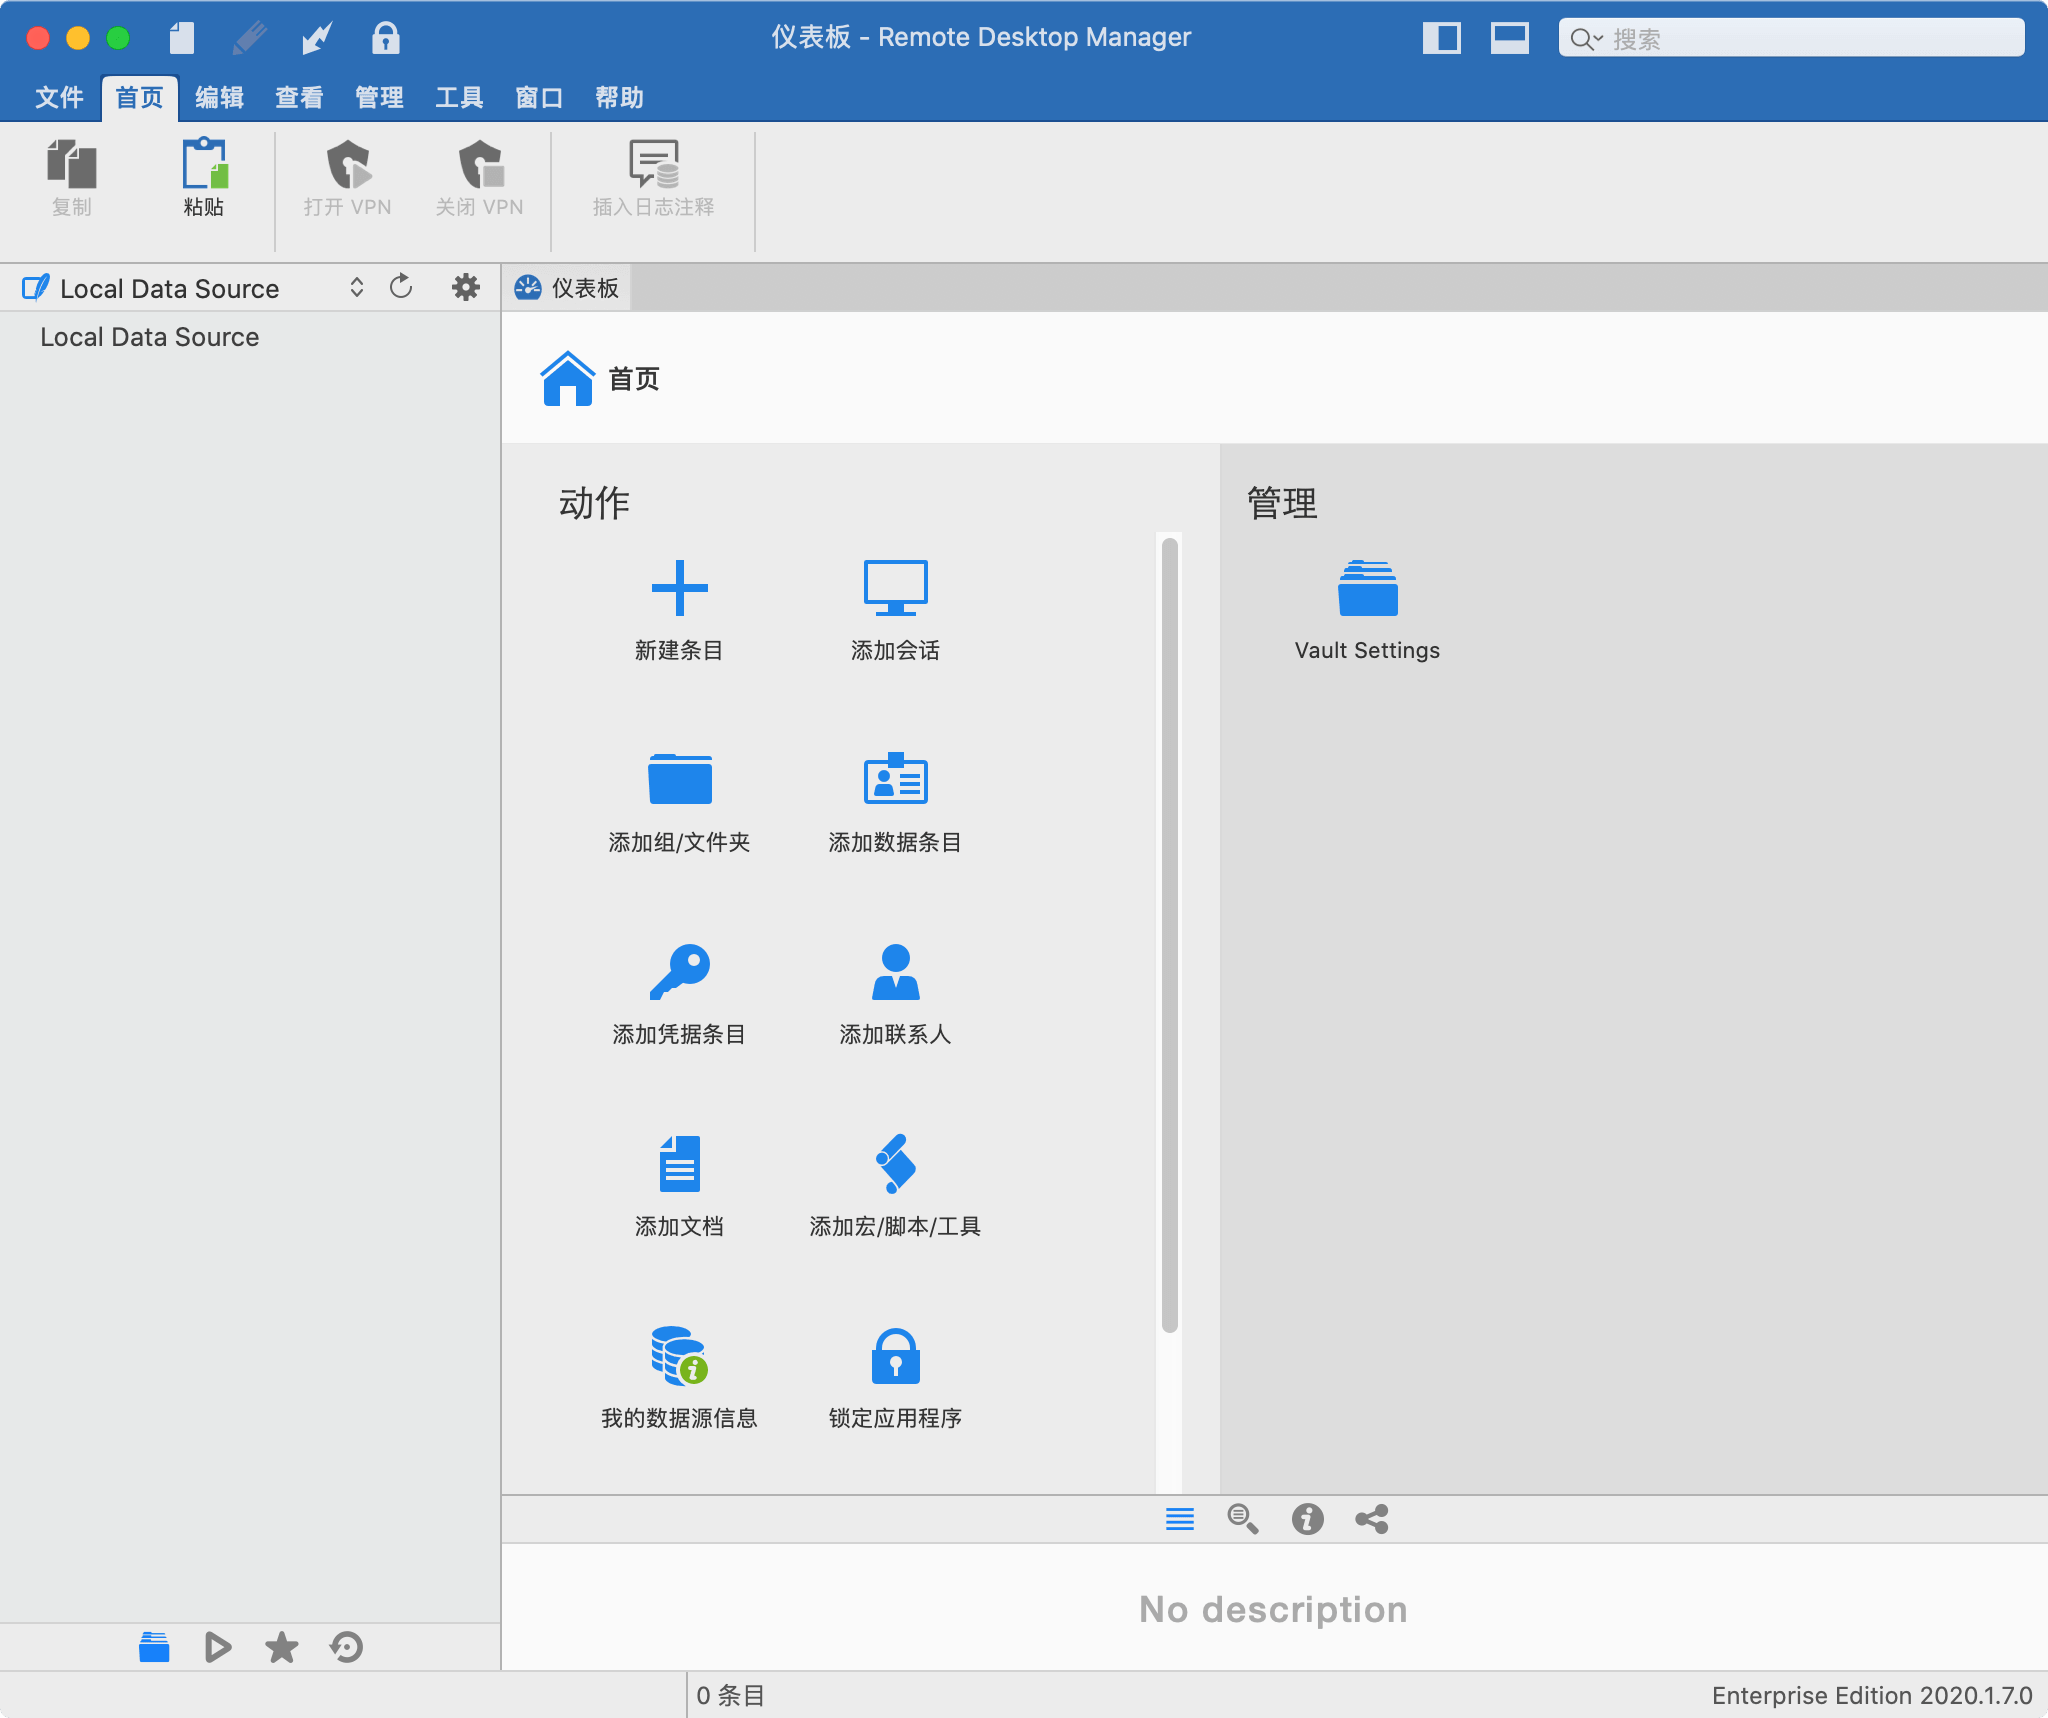 仪表板 - Remote Desktop Manager
搜索
文件 首页 编辑 查看 管理 工具 窗口 帮助
复制 粘贴 打开 VPN 关闭 VPN 插入日志注释
Local Data Source
仪表板
Local Data Source
首页
动作
管理
新建条目 添加会话
Vault Settings
添加组/文件夹 添加数据条目
添加凭据条目 添加联系人
添加文档 添加宏/脚本/工具
我的数据源信息 锁定应用程序
No description
0 条目
Enterprise Edition 2020.1.7.0